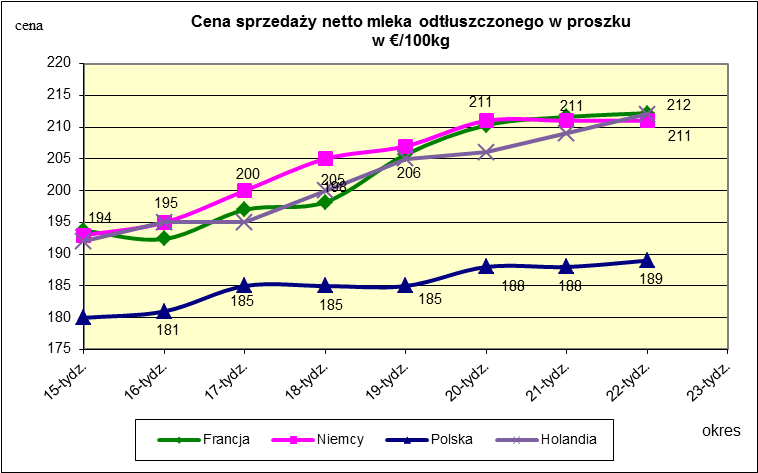 cena
Cena sprzedaży netto mleka odtłuszczonego w proszku
w €/100kg
220
215
210
205
200
195
190
185
180
175
194
195
200
205
198
206
211
211
212
211
181
185
185
185
188
188
189
15-tydz.
16-tydz.
17-tydz.
18-tydz.
19-tydz.
20-tydz.
21-tydz.
22-tydz.
23-tydz.
okres
Francja Niemcy Polska Holandia